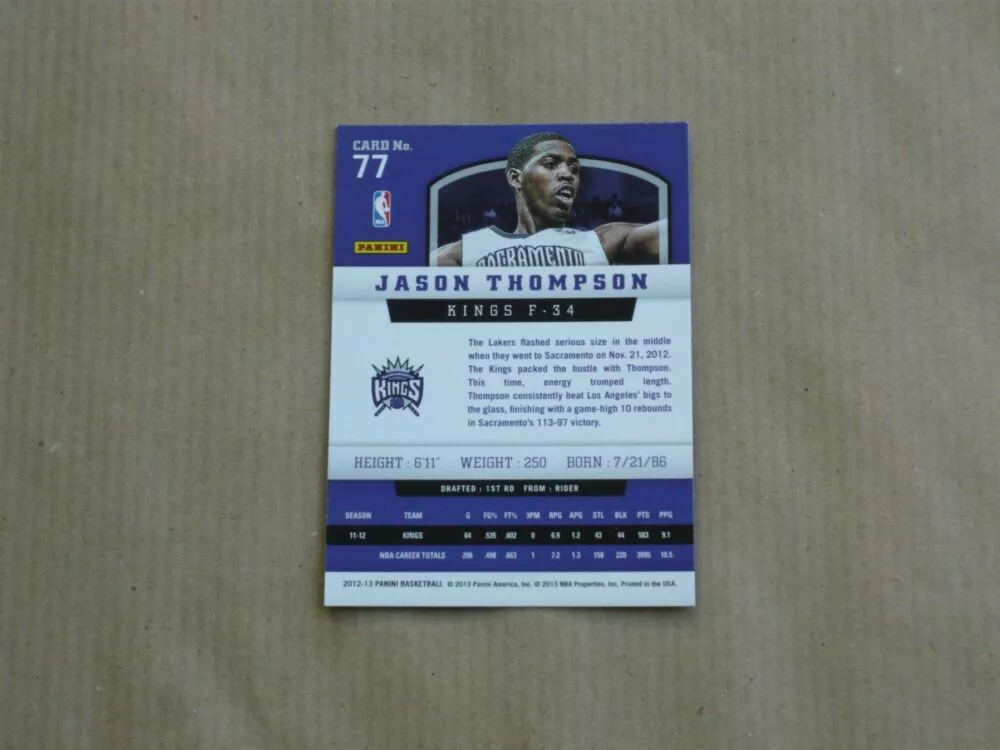 CARD No.
77
NBA
PANINI
SACRAMENTO
JASON THOMPSON
KINGS F - 34
The Lakers flashed serious size in the middle
when they went to Sacramento on Nov. 21, 2012.
The Kings packed the hustle with Thompson.
This time, energy trumped length.
Thompson consistently beat Los Angeles' bigs to
the glass, finishing with a game-high 10 rebounds
in Sacramento's 113-97 victory.
KINGS
HEIGHT : 6'11" WEIGHT : 250 BORN : 7/21/86
DRAFTED : 1ST RD FROM : RIDER
SEASON TEAM G FG% FT% 3PM RPG APG STL BLK PTS PPG
11-12 KINGS 64 .535 .602 0 6.9 1.2 43 44 583 9.1
NBA CAREER TOTALS 296 .498 .663 1 7.2 1.3 158 220 3095 10.5
2012-13 PANINI BASKETBALL © 2013 Panini America, Inc. © 2013 NBA Properties, Inc. Printed in the USA.